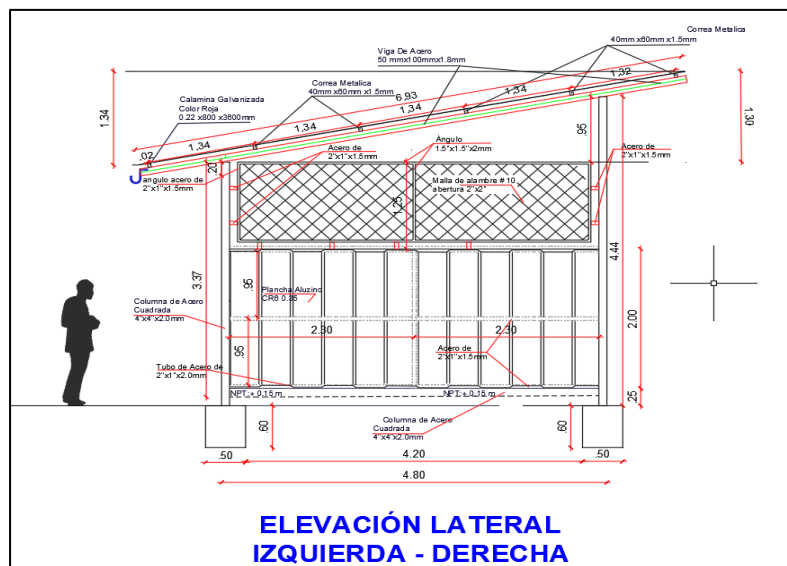 Correa Metalica
40mm x60mm x1.5mm
Viga De Acero
50 mmx100mmx1.8mm
Correa Metalica
40mm x60mm x1.5mm
Calamina Galvanizada
Color Roja
0.22 x800 x3600mm
6.93
1.32
1.34
1.34
1.34
1.34
1.34
1.30
.02
.20
.95
Acero de
2"x1"x1.5mm
Angulo
1.5"x1.5"x2mm
Acero de
2"x1"x1.5mm
angulo acero de
2"x1"x1.5mm
Malla de alambre # 10
abertura 2"x2"
1.25
4.44
3.37
.95
Plancha Aluzinc
CR6 0.35
Columna de Acero
Cuadrada
4"x4"x2.0mm
2.30
2.30
2.00
.95
Acero de
2"x1"x1.5mm
Tubo de Acero de
2"x1"x2.0mm
NPT:+ 0.15 m
NPT:+ 0.15 m
.25
Columna de Acero
Cuadrada
4"x4"x2.0mm
.60
.60
.50
4.20
.50
4.80
ELEVACIÓN LATERAL
IZQUIERDA - DERECHA